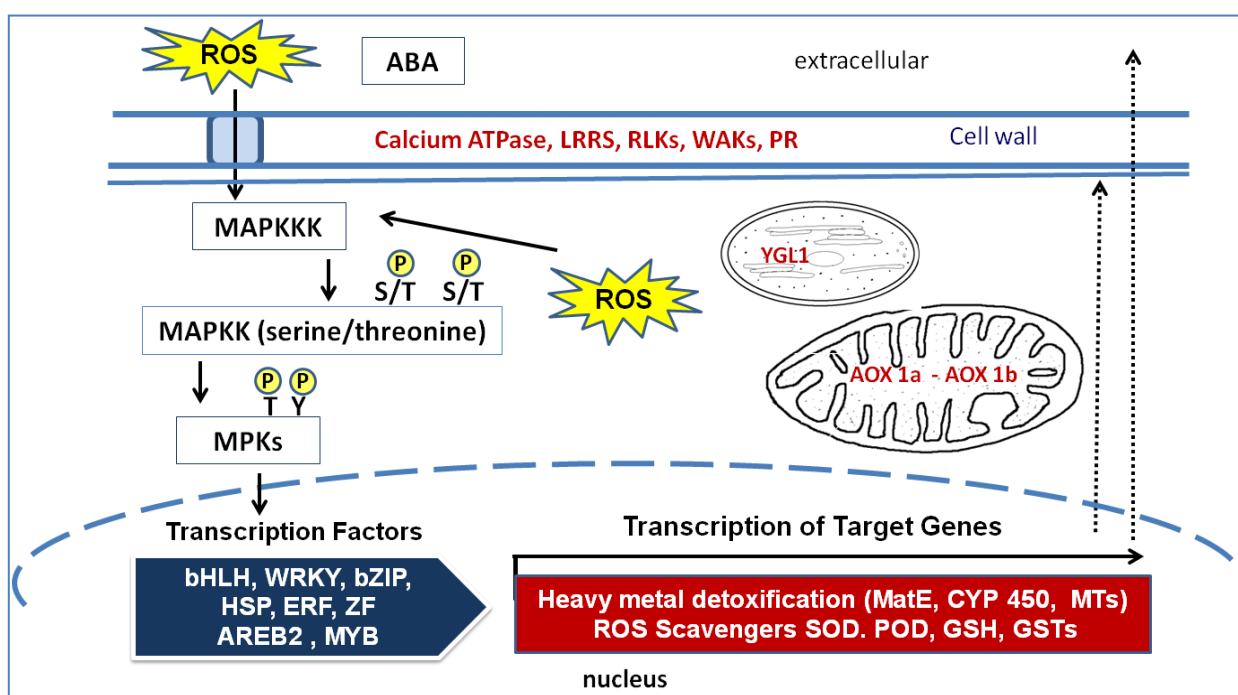 ROS
ABA
extracellular
Calcium ATPase, LRRS, RLKs, WAKs, PR
Cell wall
MAPKKK
P P
S/T S/T
ROS
YGL1
MAPKK (serine/threonine)
AOX 1a - AOX 1b
P P
T Y
MPKs
Transcription Factors
bHLH, WRKY, bZIP,
HSP, ERF, ZF
AREB2 , MYB
Transcription of Target Genes
Heavy metal detoxification (MatE, CYP 450, MTs)
ROS Scavengers SOD. POD, GSH, GSTs
nucleus